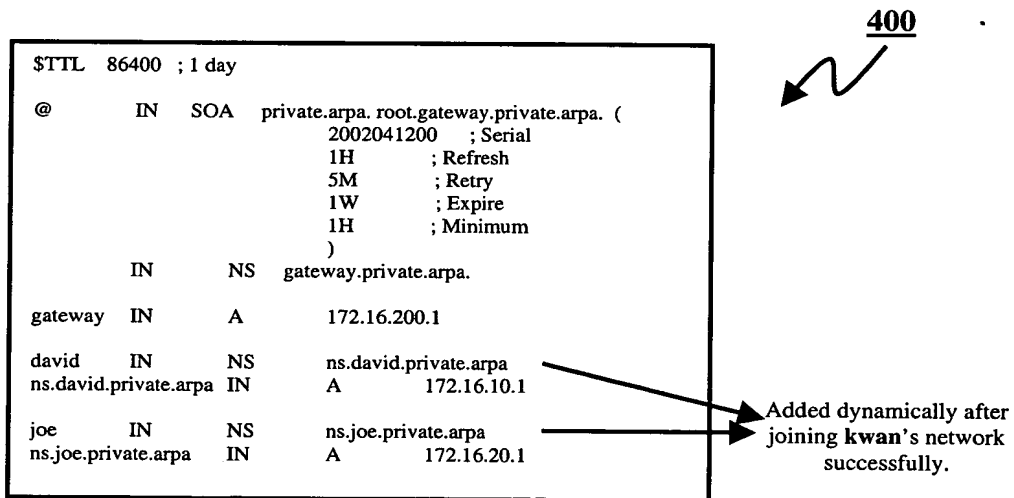 400
$TTL 86400 ; 1 day
@ IN SOA private.arpa. root.gateway.private.arpa. (
2002041200 ; Serial
1H ; Refresh
5M ; Retry
1W ; Expire
1H ; Minimum
)
IN NS gateway.private.arpa.
gateway IN A 172.16.200.1
david IN NS ns.david.private.arpa
ns.david.private.arpa IN A 172.16.10.1
joe IN NS ns.joe.private.arpa
ns.joe.private.arpa IN A 172.16.20.1
Added dynamically after
joining kwan's network
successfully.